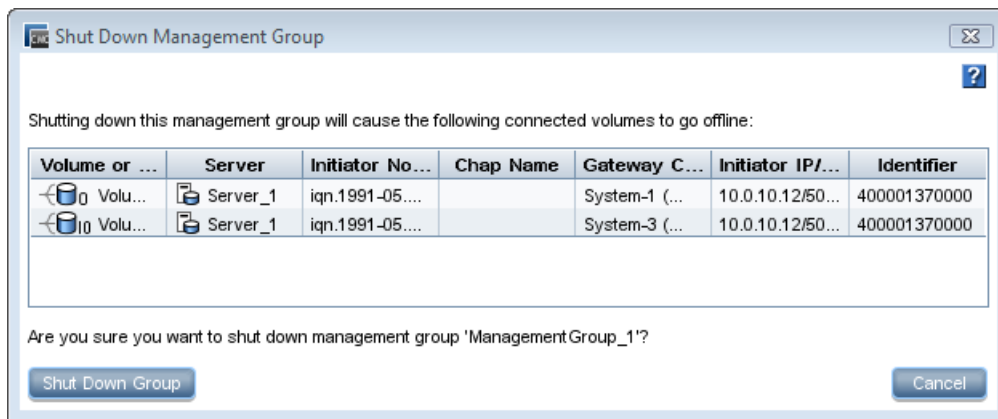 CMC Shut Down Management Group
?
Shutting down this management group will cause the following connected volumes to go offline:
Volume or ... Server Initiator No... Chap Name Gateway C... Initiator IP/... Identifier
Volu... Server_1 iqn.1991-05.... System-1 (... 10.0.10.12/50... 400001370000
Volu... Server_1 iqn.1991-05.... System-3 (... 10.0.10.12/50... 400001370000
Are you sure you want to shut down management group 'ManagementGroup_1'?
Shut Down Group Cancel